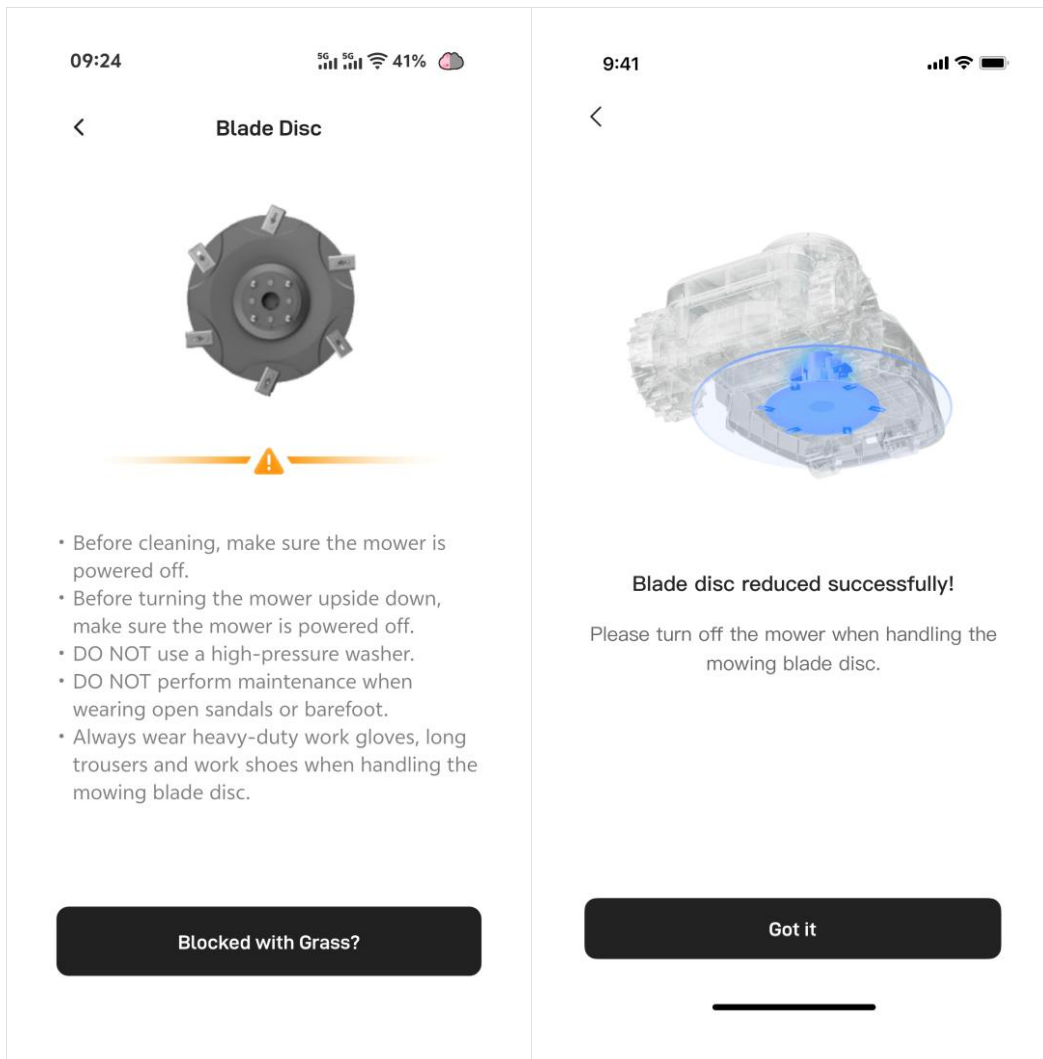 09:24
5G 5G 41%
Blade Disc
• Before cleaning, make sure the mower is
powered off.
• Before turning the mower upside down,
make sure the mower is powered off.
• DO NOT use a high-pressure washer.
• DO NOT perform maintenance when
wearing open sandals or barefoot.
• Always wear heavy-duty work gloves, long
trousers and work shoes when handling the
mowing blade disc.
Blocked with Grass?
9:41
Blade disc reduced successfully!
Please turn off the mower when handling the
mowing blade disc.
Got it